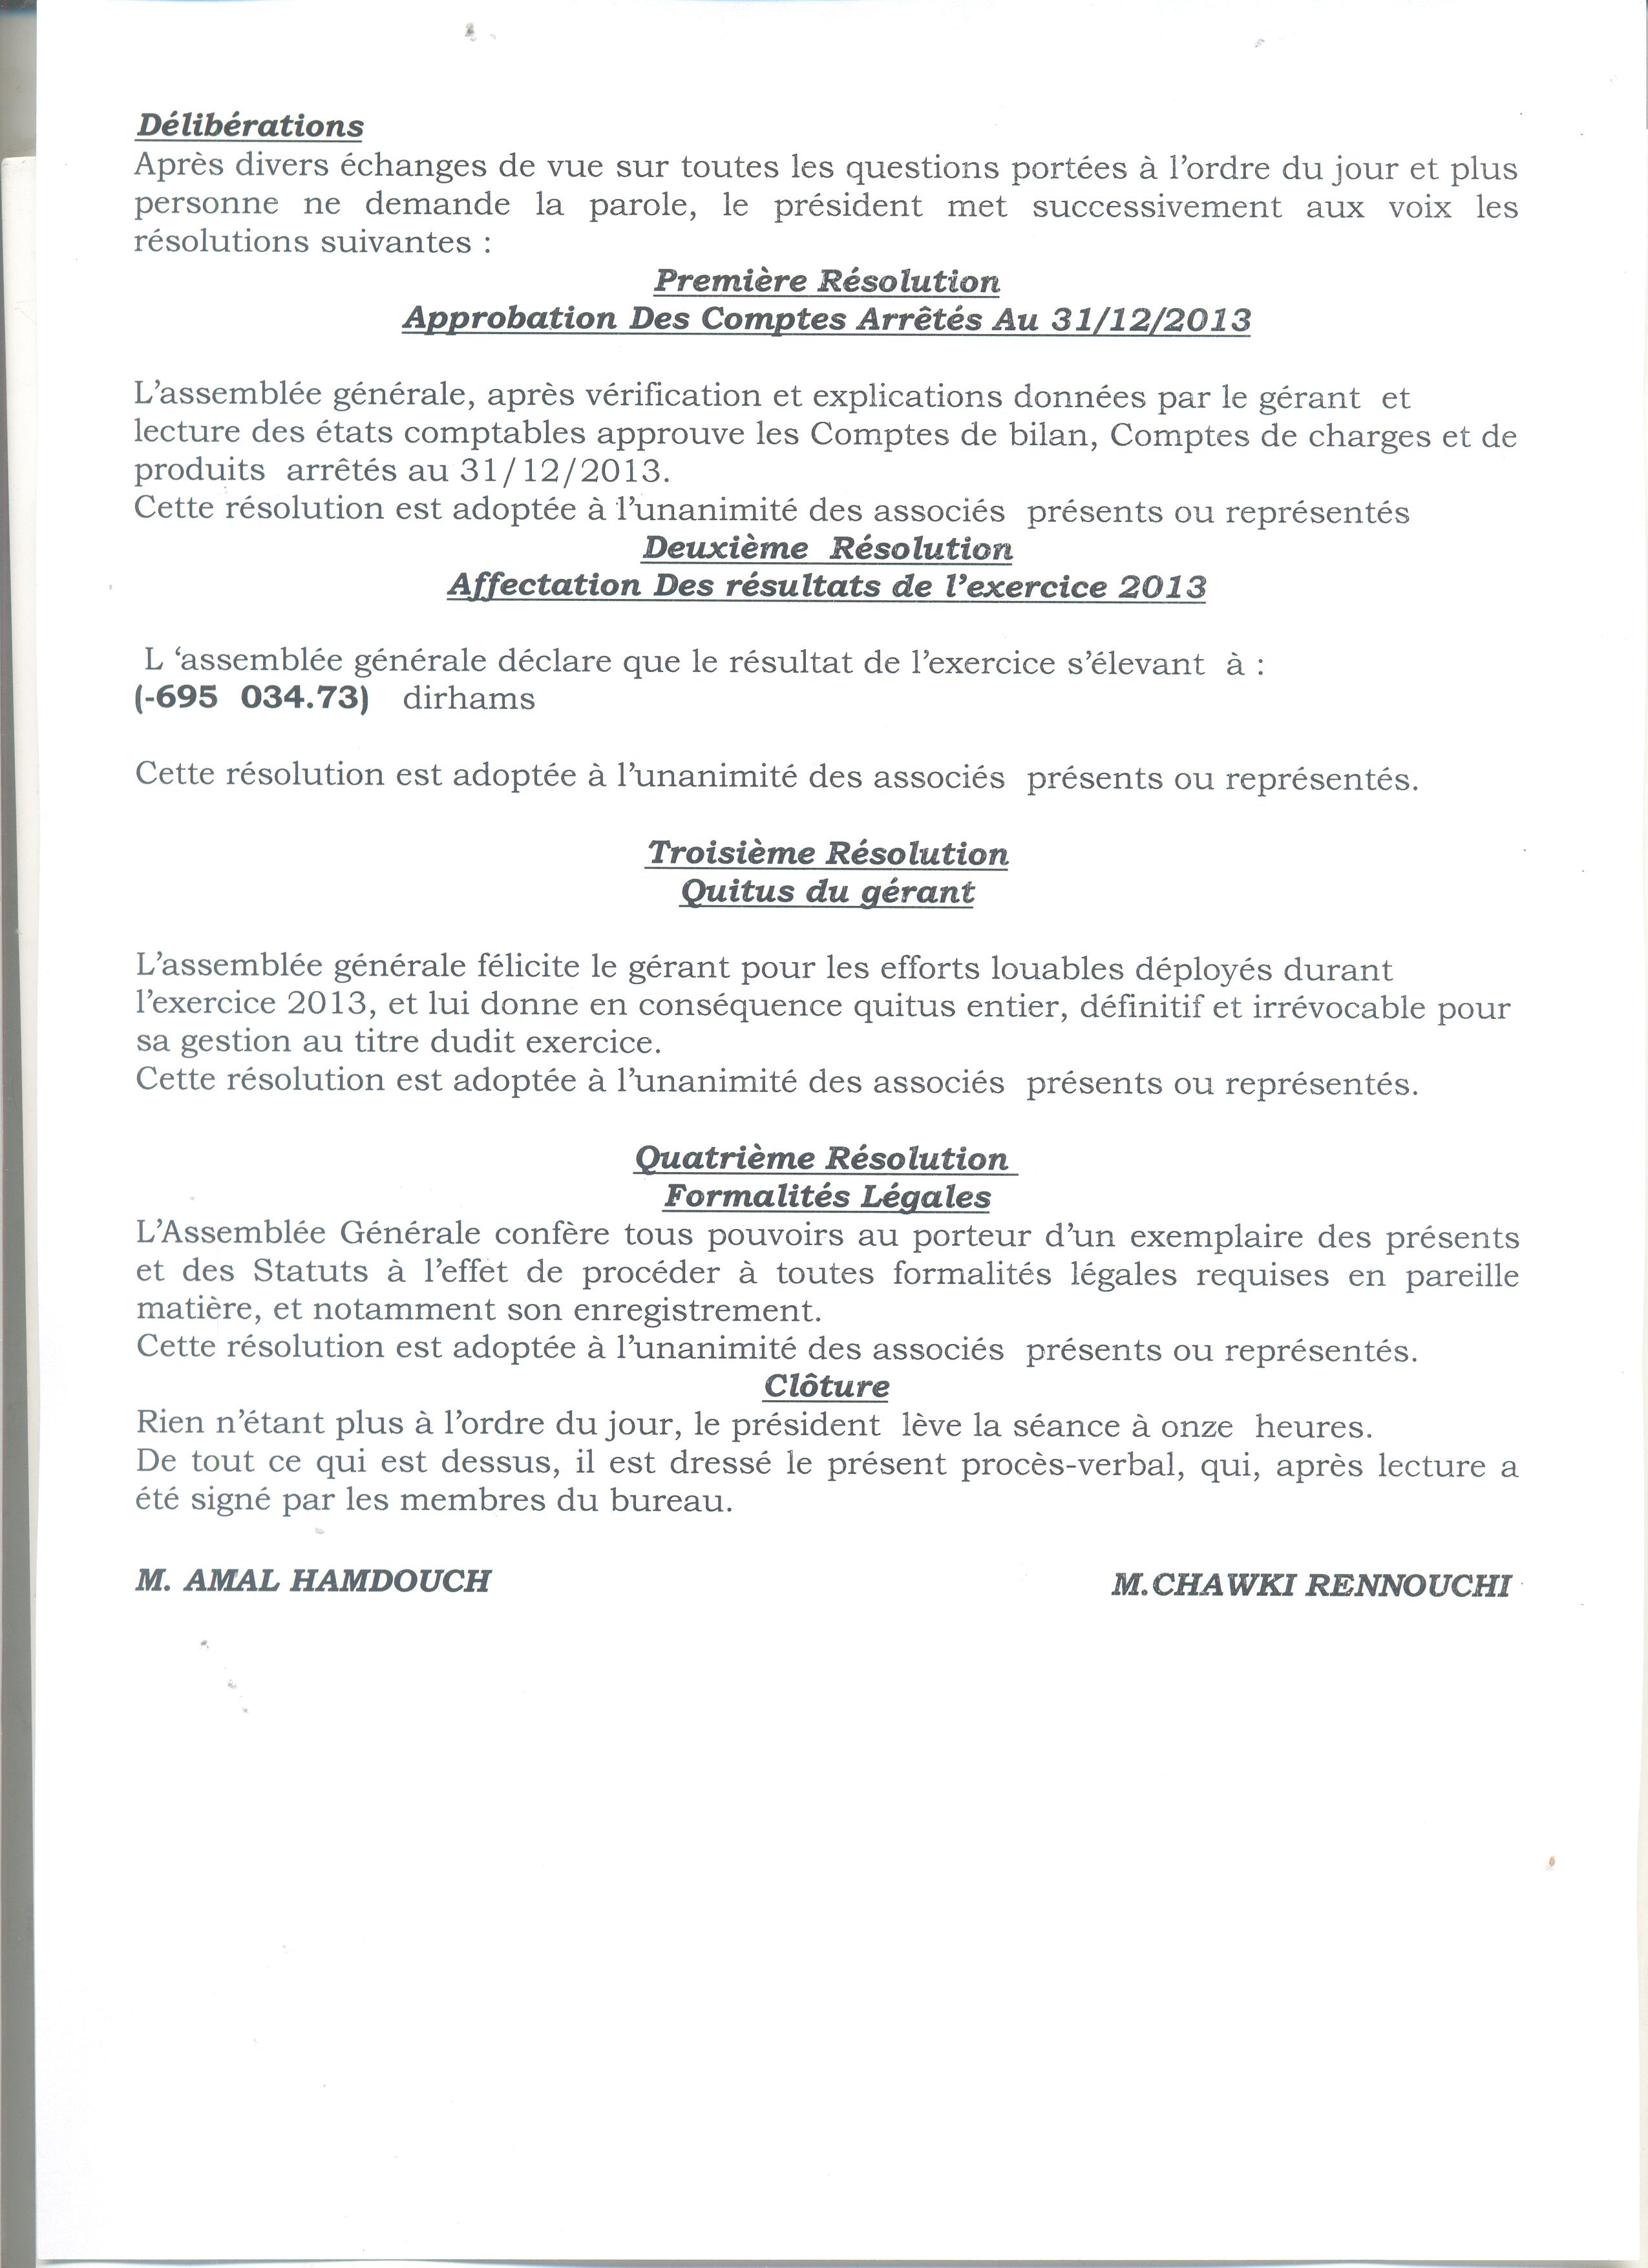 Délibérations
Après divers échanges de vue sur toutes les questions portées à l’ordre du jour et plus
personne ne demande la parole, le président met successivement aux voix les
résolutions suivantes :
Première Résolution
Approbation Des Comptes Arrêtés Au 31/12/2013
L’assemblée générale, après vérification et explications données par le gérant et
lecture des états comptables approuve les Comptes de bilan, Comptes de charges et de
produits arrêtés au 31/12/2013.
Cette résolution est adoptée à l’unanimité des associés présents ou représentés
Deuxième Résolution
Affectation Des résultats de l’exercice 2013
L ‘assemblée générale déclare que le résultat de l’exercice s’élevant à :
(-695 034.73) dirhams
Cette résolution est adoptée à l’unanimité des associés présents ou représentés.
Troisième Résolution
Quitus du gérant
L’assemblée générale félicite le gérant pour les efforts louables déployés durant
l’exercice 2013, et lui donne en conséquence quitus entier, définitif et irrévocable pour
sa gestion au titre dudit exercice.
Cette résolution est adoptée à l’unanimité des associés présents ou représentés.
Quatrième Résolution
Formalités Légales
L’Assemblée Générale confère tous pouvoirs au porteur d’un exemplaire des présents
et des Statuts à l’effet de procéder à toutes formalités légales requises en pareille
matière, et notamment son enregistrement.
Cette résolution est adoptée à l’unanimité des associés présents ou représentés.
Clôture
Rien n’étant plus à l’ordre du jour, le président lève la séance à onze heures.
De tout ce qui est dessus, il est dressé le présent procès-verbal, qui, après lecture a
été signé par les membres du bureau.
M. AMAL HAMDOUCH M.CHAWKI RENNOUCHI